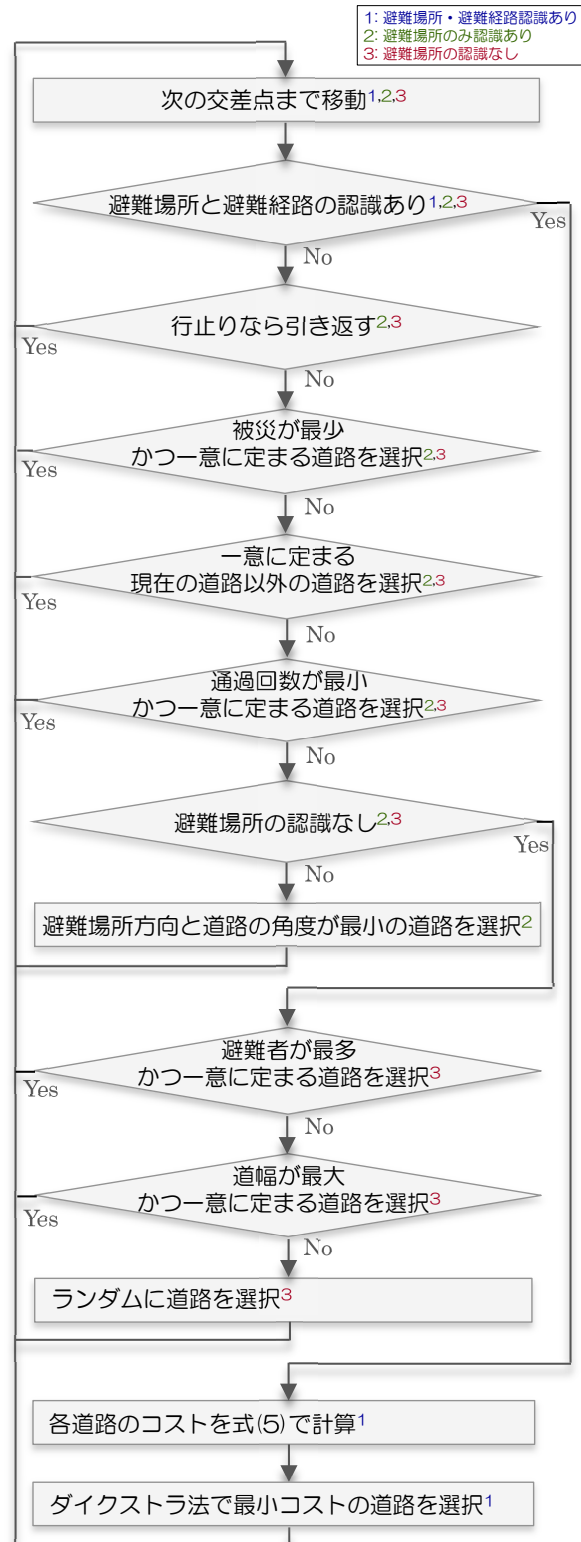 1: 避難場所・避難経路認識あり
2: 避難場所のみ認識あり
3: 避難場所の認識なし
次の交差点まで移動1,2,3
避難場所と避難経路の認識あり1,2,3
Yes
No
行止りなら引き返す2,3
Yes
No
被災が最少
かつ一意に定まる道路を選択2,3
Yes
No
一意に定まる
現在の道路以外の道路を選択2,3
Yes
No
通過回数が最小
かつ一意に定まる道路を選択2,3
Yes
No
避難場所の認識なし2,3
Yes
No
避難場所方向と道路の角度が最小の道路を選択2
避難者が最多
かつ一意に定まる道路を選択3
Yes
No
道幅が最大
かつ一意に定まる道路を選択3
Yes
No
ランダムに道路を選択3
各道路のコストを式(5)で計算1
ダイクストラ法で最小コストの道路を選択1